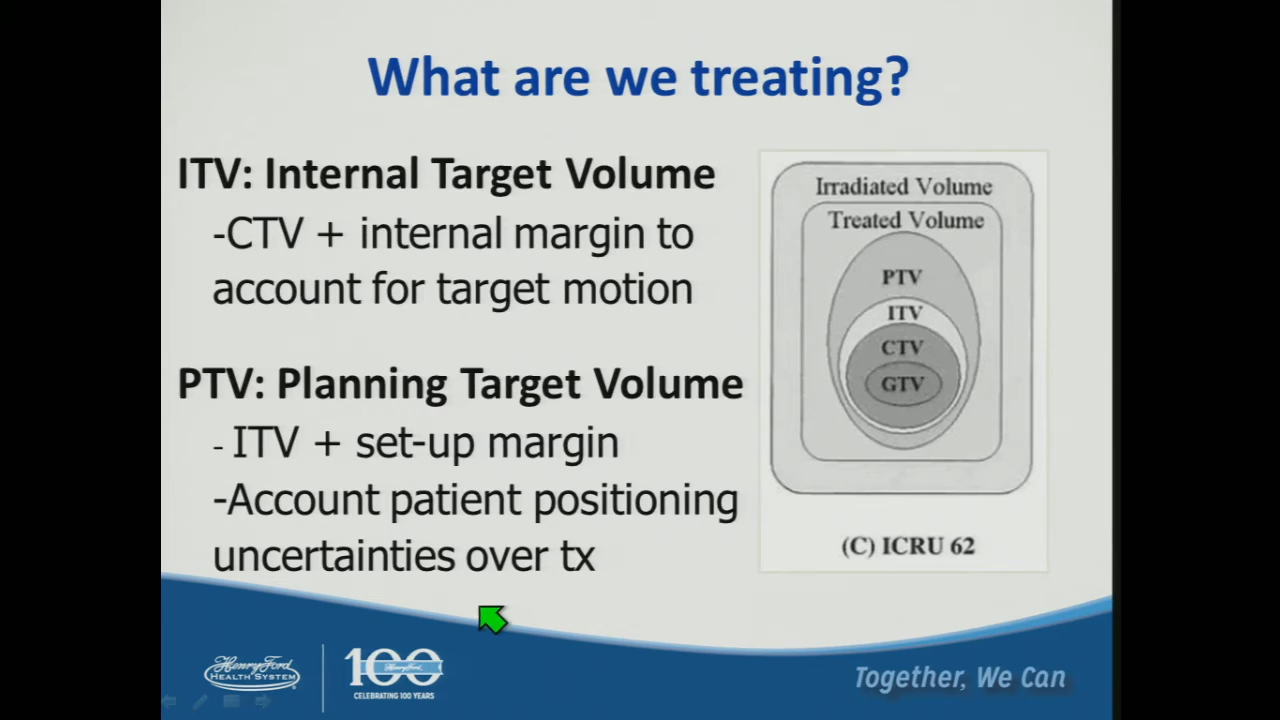 What are we treating?
ITV: Internal Target Volume
-CTV + internal margin to
account for target motion
PTV: Planning Target Volume
- ITV + set-up margin
-Account patient positioning
uncertainties over tx
Irradiated Volume
Treated Volume
PTV
ITV
CTV
GTV
(C) ICRU 62
Henry Ford
HEALTH SYSTEM
100
Henry Ford
CELEBRATING 100 YEARS
Together, We Can